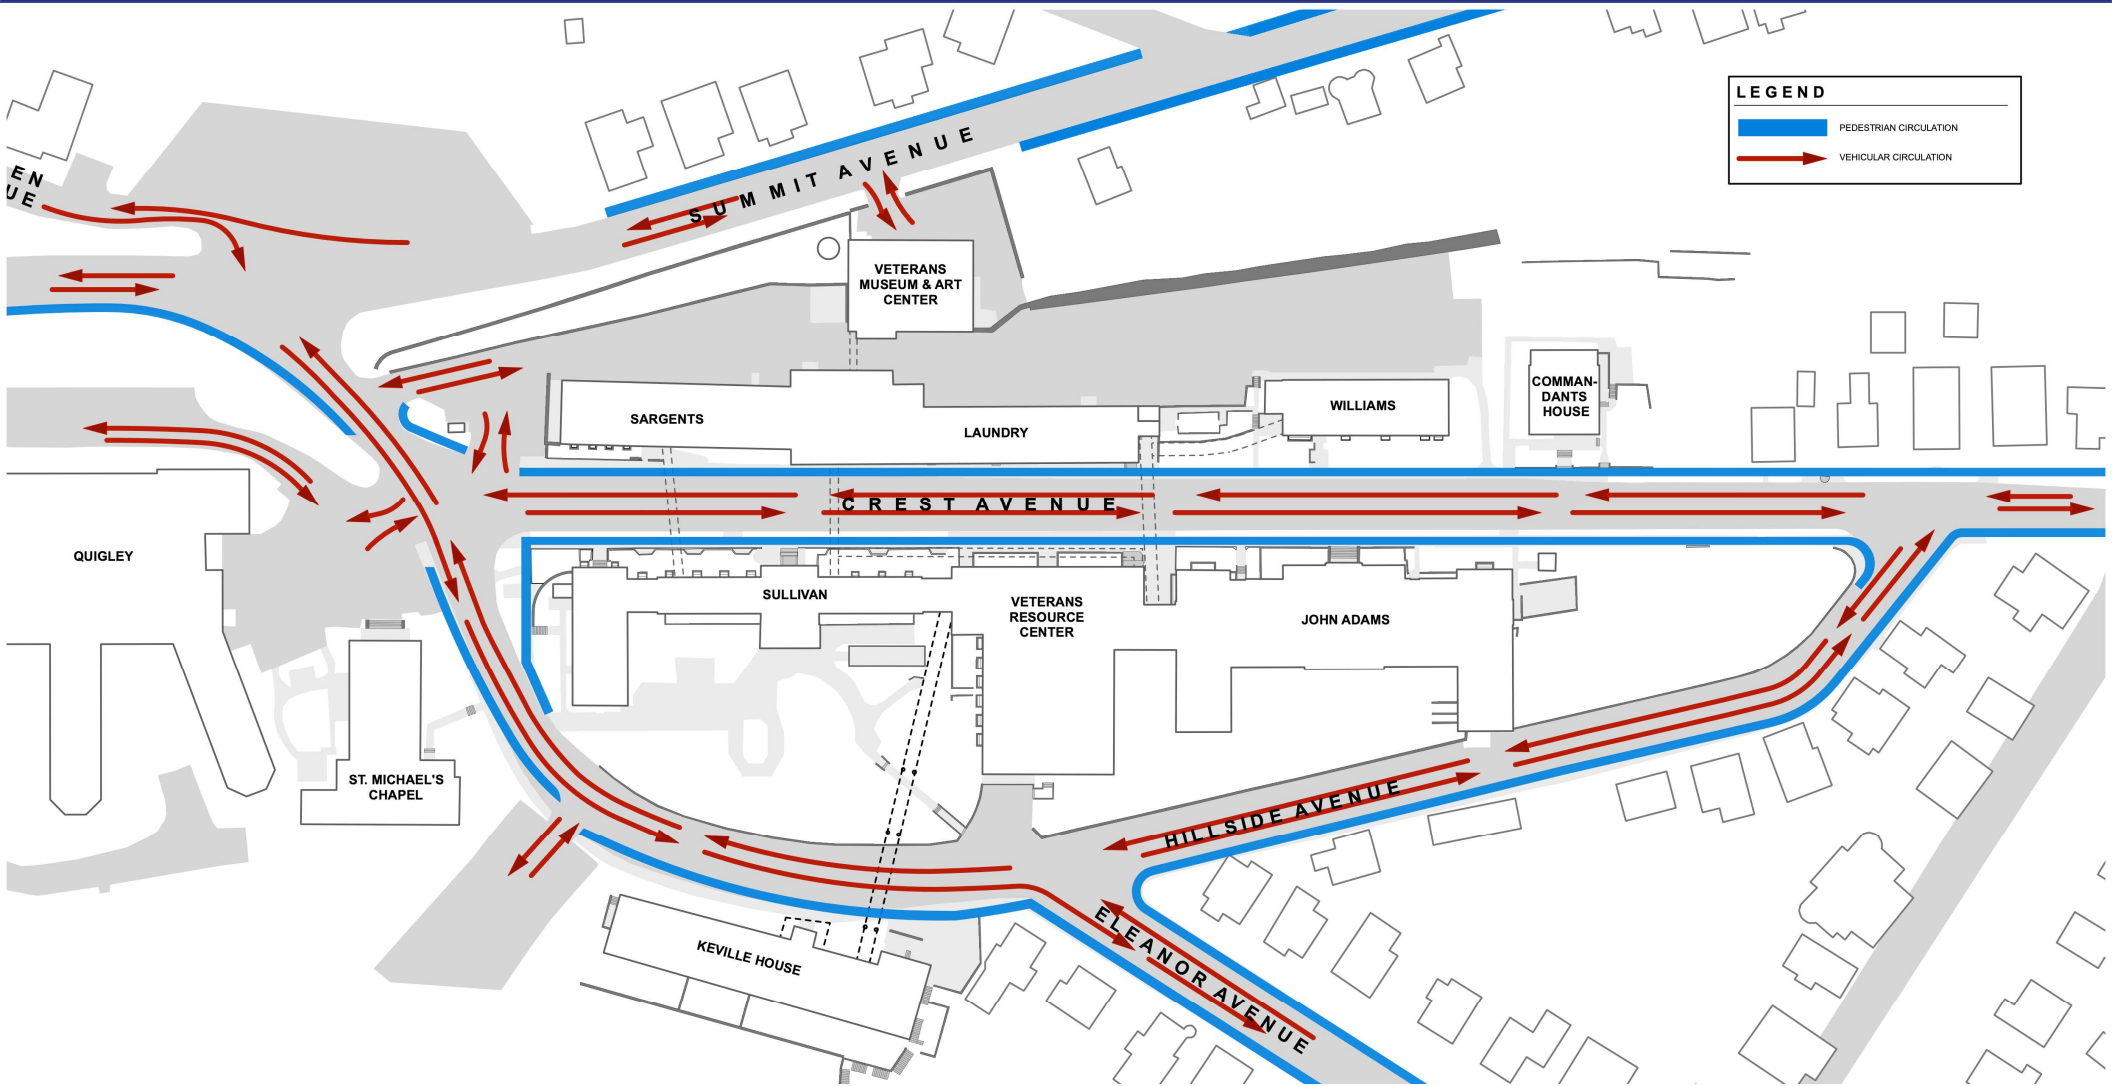 LEGEND
PEDESTRIAN CIRCULATION
VEHICULAR CIRCULATION
EN
UE
SUMMIT AVENUE
VETERANS
MUSEUM & ART
CENTER
SARGENTS
LAUNDRY
WILLIAMS
COMMAN-
DANTS
HOUSE
CREST AVENUE
QUIGLEY
SULLIVAN
VETERANS
RESOURCE
CENTER
JOHN ADAMS
ST. MICHAEL'S
CHAPEL
HILLSIDE AVENUE
KEVILLE HOUSE
ELEANOR AVENUE